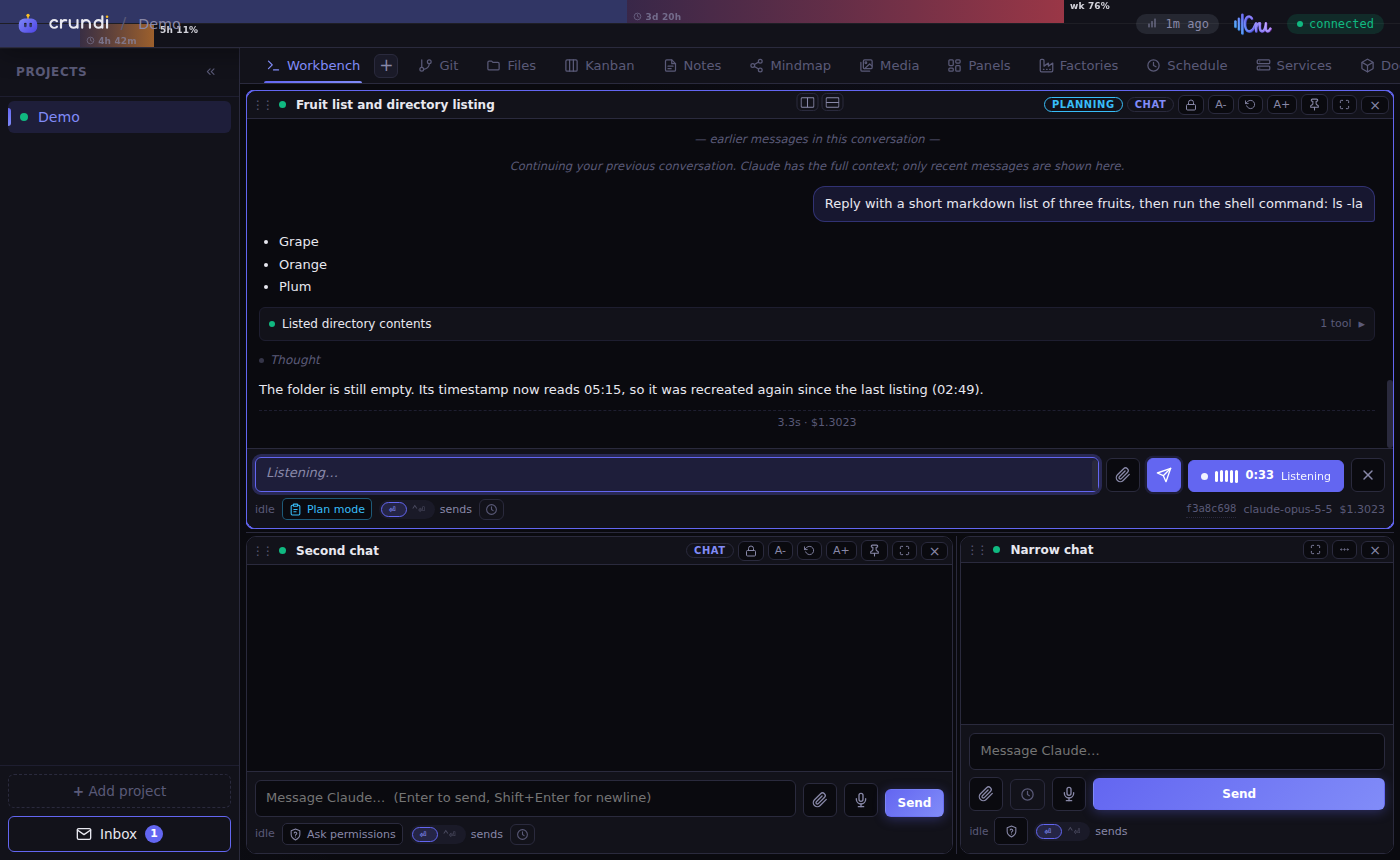 3d 20h
wk 76%
crundi / Demo
5h 11%
4h 42m
1m ago
Cru
connected
PROJECTS «
Workbench + Git Files Kanban Notes Mindmap Media Panels Factories Schedule Services Do
Demo
Fruit list and directory listing
PLANNING CHAT A- A+ ×
— earlier messages in this conversation —
Continuing your previous conversation. Claude has the full context; only recent messages are shown here.
Reply with a short markdown list of three fruits, then run the shell command: ls -la
• Grape
• Orange
• Plum
Listed directory contents 1 tool ▸
Thought
The folder is still empty. Its timestamp now reads 05:15, so it was recreated again since the last listing (02:49).
3.3s · $1.3023
Listening…
0:33 Listening ×
idle Plan mode ⏎ ^⏎ sends
f3a8c698 claude-opus-5-5 $1.3023
Second chat CHAT A- A+ ×
Message Claude… (Enter to send, Shift+Enter for newline)
Send
idle Ask permissions ⏎ ^⏎ sends
Narrow chat ··· ×
Message Claude…
Send
idle ⏎ ^⏎ sends
+ Add project
Inbox 1